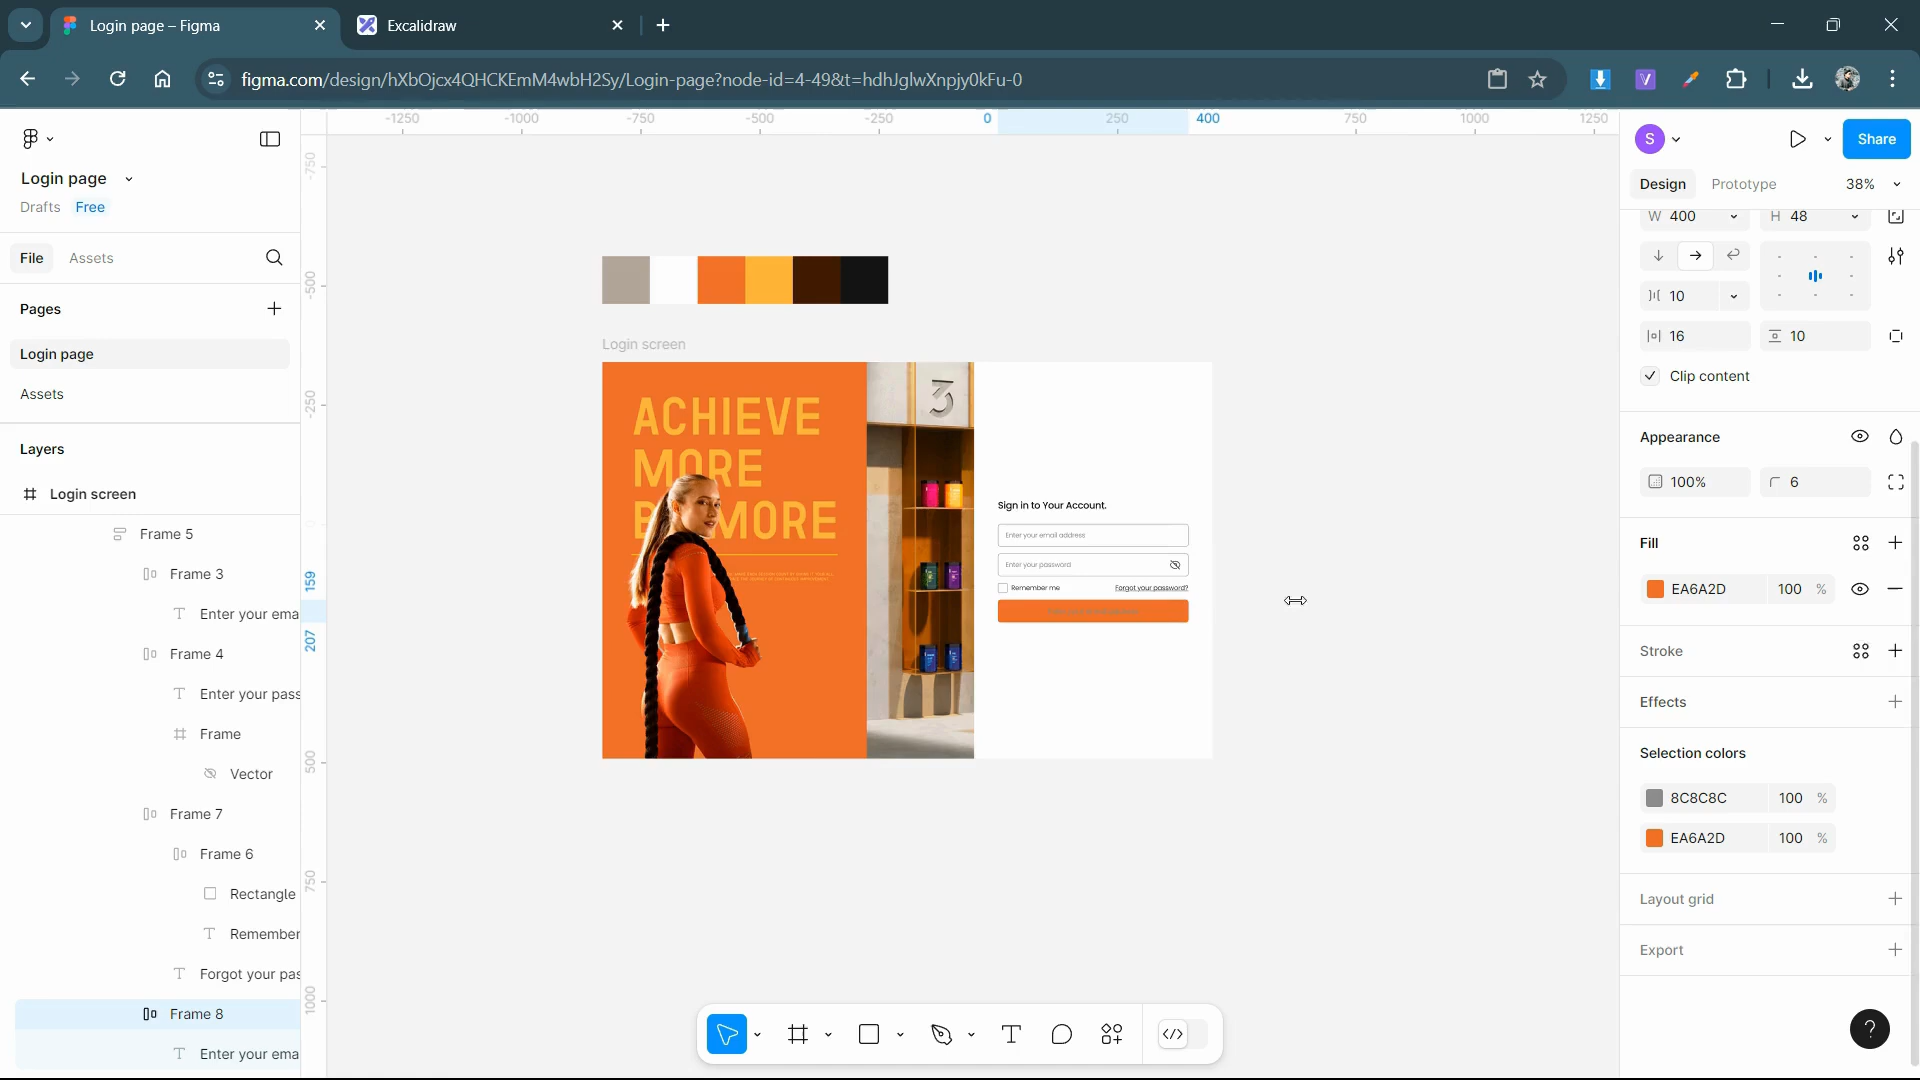 Login page – Figma
Excalidraw
figma.com/design/hXbOjcx4QHCKEmM4wbH2Sy/Login-page?node-id=4-49&t=hdhJglwXnpjy0kFu-0
-1250 -1000 -750 -500 -250 0 250 400 750 1000 1250
S
Share
Login page
Drafts Free
Design Prototype 38%
File Assets
Pages
Login page
Assets
Layers
Login screen
Frame 5
Frame 3
Enter your ema
Frame 4
Enter your pass
Frame
Vector
Frame 7
Frame 6
Rectangle
Remember
Forgot your pas
Frame 8
Enter your ema
-750
-500
-250
0
159
207
500
750
1000
Login screen
ACHIEVE
MORE
B MORE
3
Sign in to Your Account.
Enter your email address
Enter your password
Remember me Forgot your password?
W 400 H 48
10
16 10
Clip content
Appearance
100% 6
Fill
EA6A2D 100 %
Stroke
Effects
Selection colors
8C8C8C 100 %
EA6A2D 100 %
Layout grid
Export
?